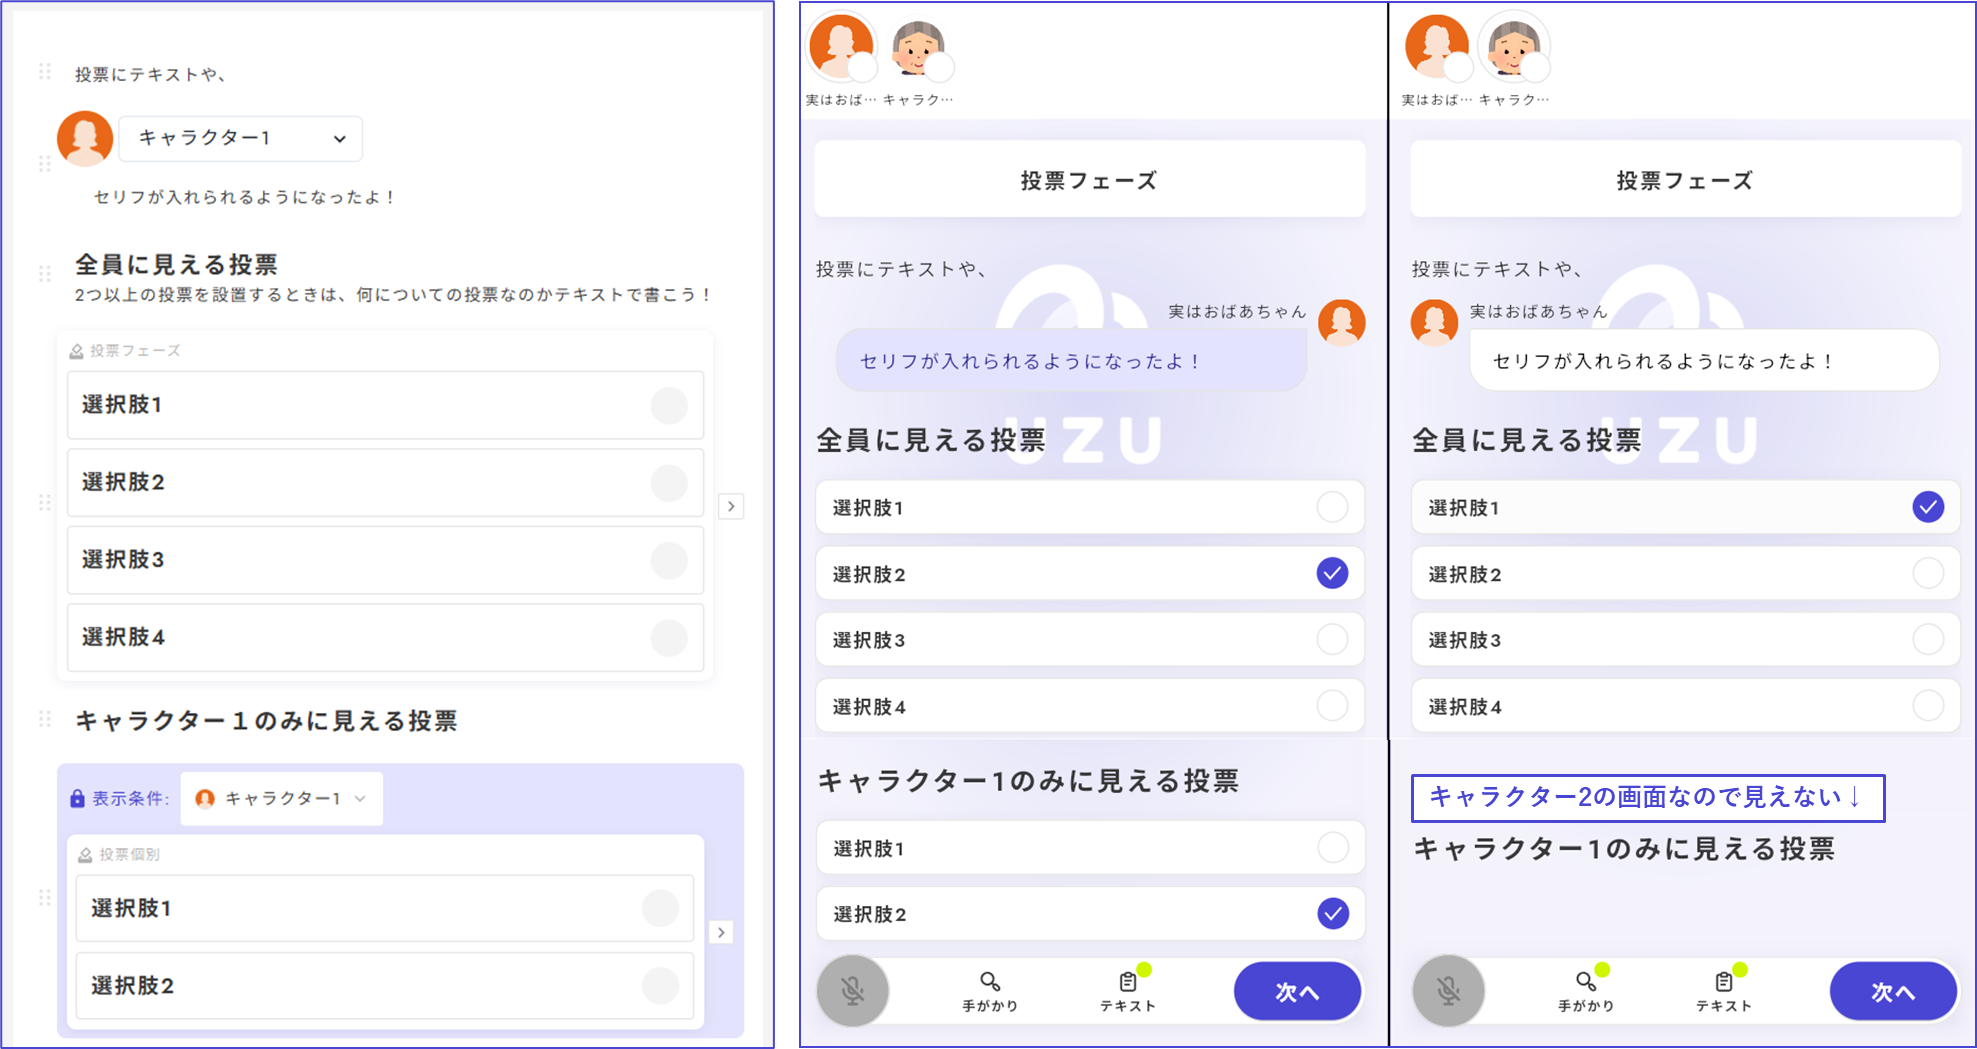 投票にテキストや、
キャラクター1
セリフが入れられるようになったよ！
全員に見える投票
2つ以上の投票を設置するときは、何についての投票なのかテキストで書こう！
投票フェーズ
選択肢1
選択肢2
選択肢3
選択肢4
キャラクター１のみに見える投票
表示条件:
キャラクター1
投票個別
選択肢1
選択肢2
実はおば… キャラク…
投票フェーズ
投票にテキストや、
実はおばあちゃん
セリフが入れられるようになったよ！
UZU
全員に見える投票
選択肢1
選択肢2
選択肢3
選択肢4
キャラクター1のみに見える投票
選択肢1
選択肢2
手がかり
テキスト
次へ
実はおば… キャラク…
投票フェーズ
投票にテキストや、
実はおばあちゃん
セリフが入れられるようになったよ！
UZU
全員に見える投票
選択肢1
選択肢2
選択肢3
選択肢4
キャラクター2の画面なので見えない↓
キャラクター1のみに見える投票
手がかり
テキスト
次へ